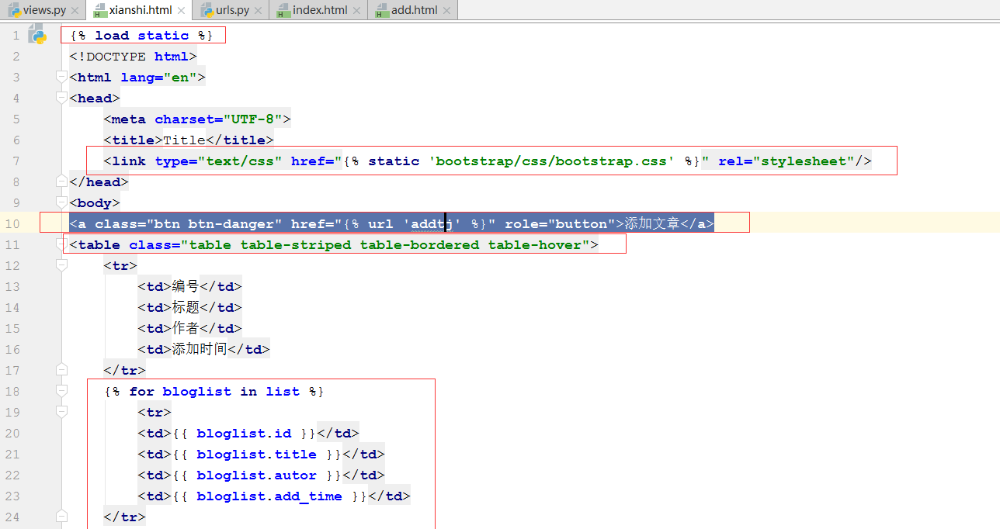 views.py xianshi.html urls.py index.html add.html
1 {% load static %}
2 <!DOCTYPE html>
3 <html lang="en">
4 <head>
5 <meta charset="UTF-8">
6 <title>Title</title>
7 <link type="text/css" href="{% static 'bootstrap/css/bootstrap.css' %}" rel="stylesheet"/>
8 </head>
9 <body>
10 <a class="btn btn-danger" href="{% url 'addtj' %}" role="button">添加文章</a>
11 <table class="table table-striped table-bordered table-hover">
12 <tr>
13 <td>编号</td>
14 <td>标题</td>
15 <td>作者</td>
16 <td>添加时间</td>
17 </tr>
18 {% for bloglist in list %}
19 <tr>
20 <td>{{ bloglist.id }}</td>
21 <td>{{ bloglist.title }}</td>
22 <td>{{ bloglist.autor }}</td>
23 <td>{{ bloglist.add_time }}</td>
24 </tr>